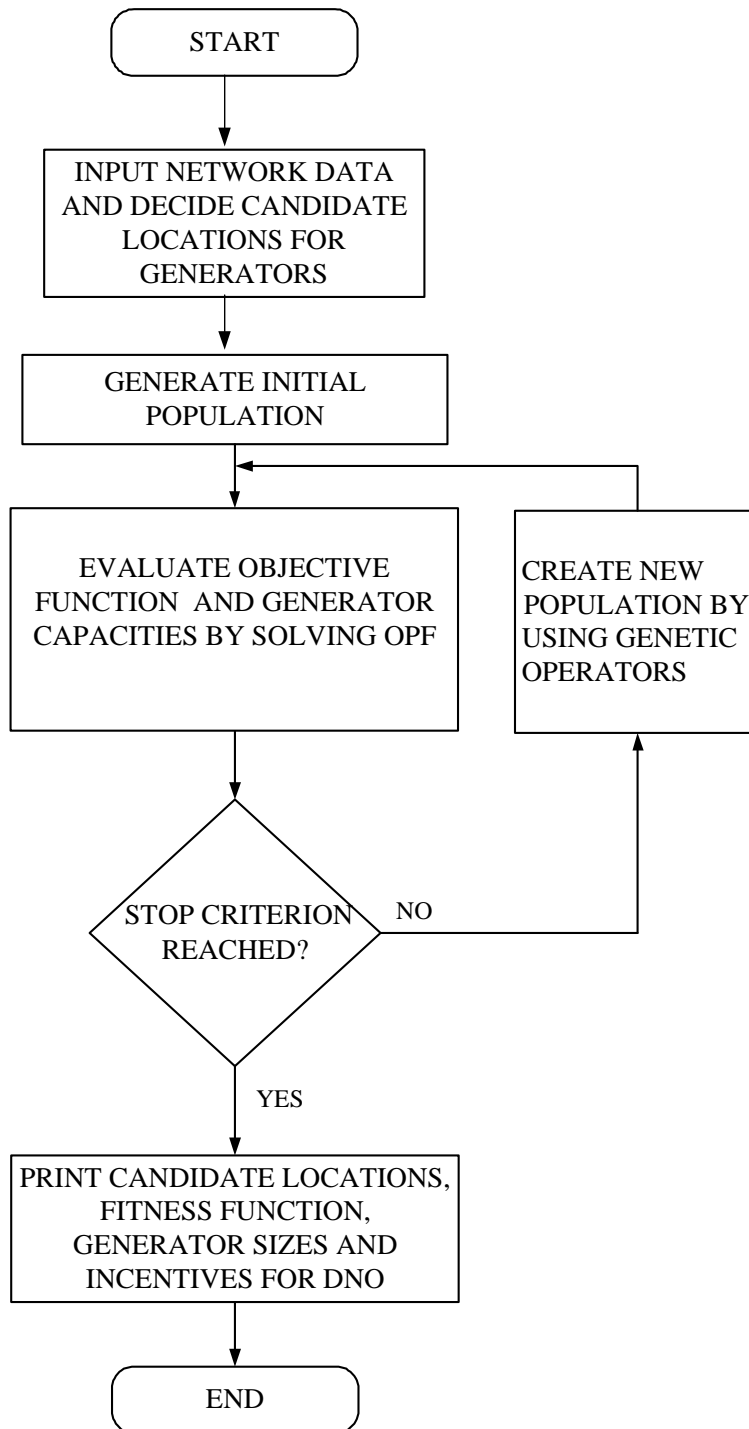 START
INPUT NETWORK DATA
AND DECIDE CANDIDATE
LOCATIONS FOR
GENERATORS
GENERATE INITIAL
POPULATION
EVALUATE OBJECTIVE
FUNCTION AND GENERATOR
CAPACITIES BY SOLVING OPF
CREATE NEW
POPULATION BY
USING GENETIC
OPERATORS
STOP CRITERION
REACHED?
NO
YES
PRINT CANDIDATE LOCATIONS,
FITNESS FUNCTION,
GENERATOR SIZES AND
INCENTIVES FOR DNO
END